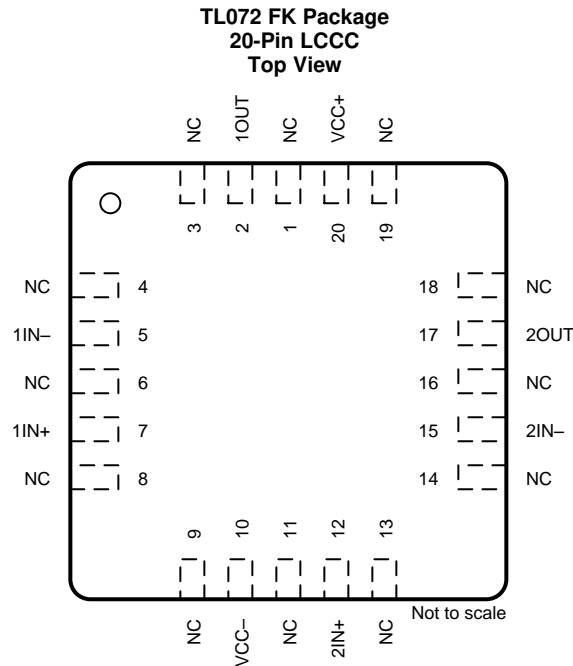 TL072 FK Package
20-Pin LCCC
Top View
NC
1OUT
NC
VCC+
NC
3
2
1
20
19
NC 4
1IN–
5
NC
6
1IN+
7
NC
8
18
NC
17
2OUT
16
NC
15
2IN–
14
NC
9
10
11
12
13
NC
VCC–
NC
2IN+
NC
Not to scale